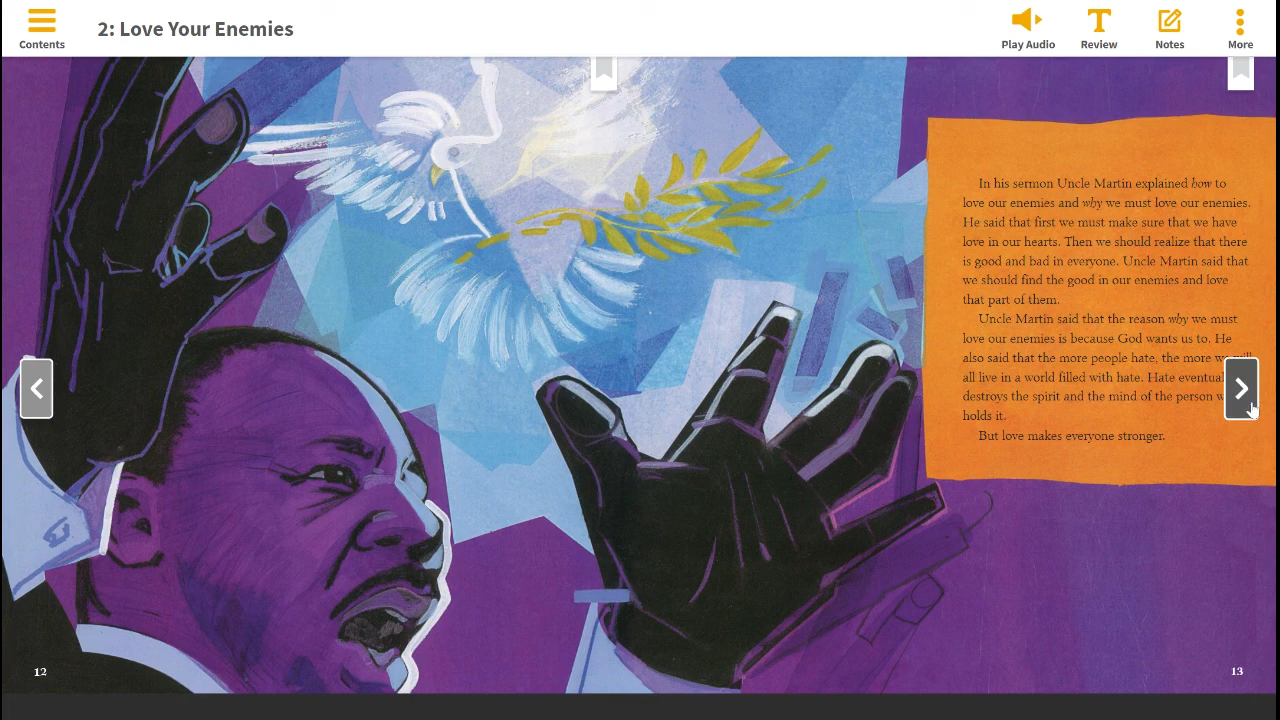 2: Love Your Enemies
Contents
Play Audio
Review
Notes
More
In his sermon Uncle Martin explained how to
love our enemies and why we must love our enemies.
He said that first we must make sure that we have
love in our hearts. Then we should realize that there
is good and bad in everyone. Uncle Martin said that
we should find the good in our enemies and love
that part of them.
Uncle Martin said that the reason why we must
love our enemies is because God wants us to. He
also said that the more people hate, the more we will
all live in a world filled with hate. Hate
destroys the spirit and the mind of the person
holds it.
But love makes everyone stronger.
12
13